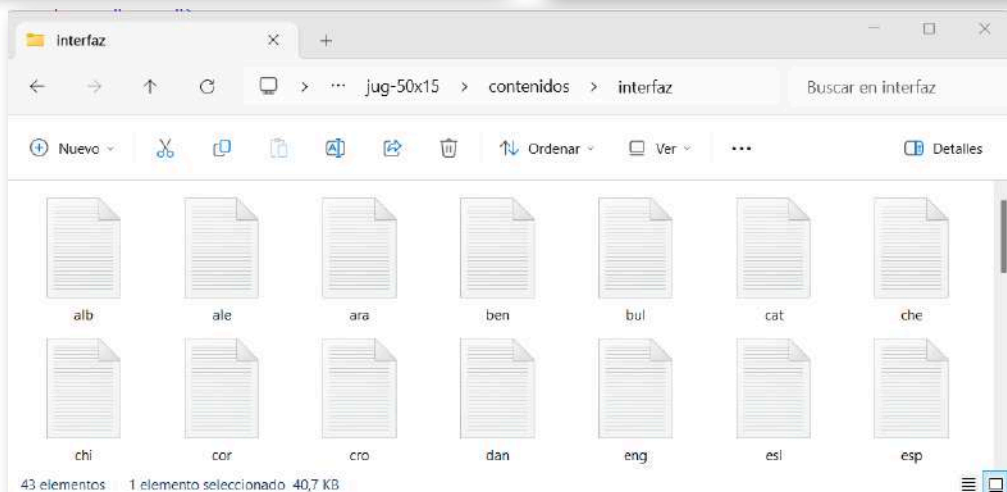 interfaz
jug-50x15 > contenidos > interfaz
Buscar en interfaz
Nuevo
Ordenar
Ver
Detalles
alb ale ara ben bul cat che
chi cor cro dan eng esl esp
43 elementos 1 elemento seleccionado 40,7 KB